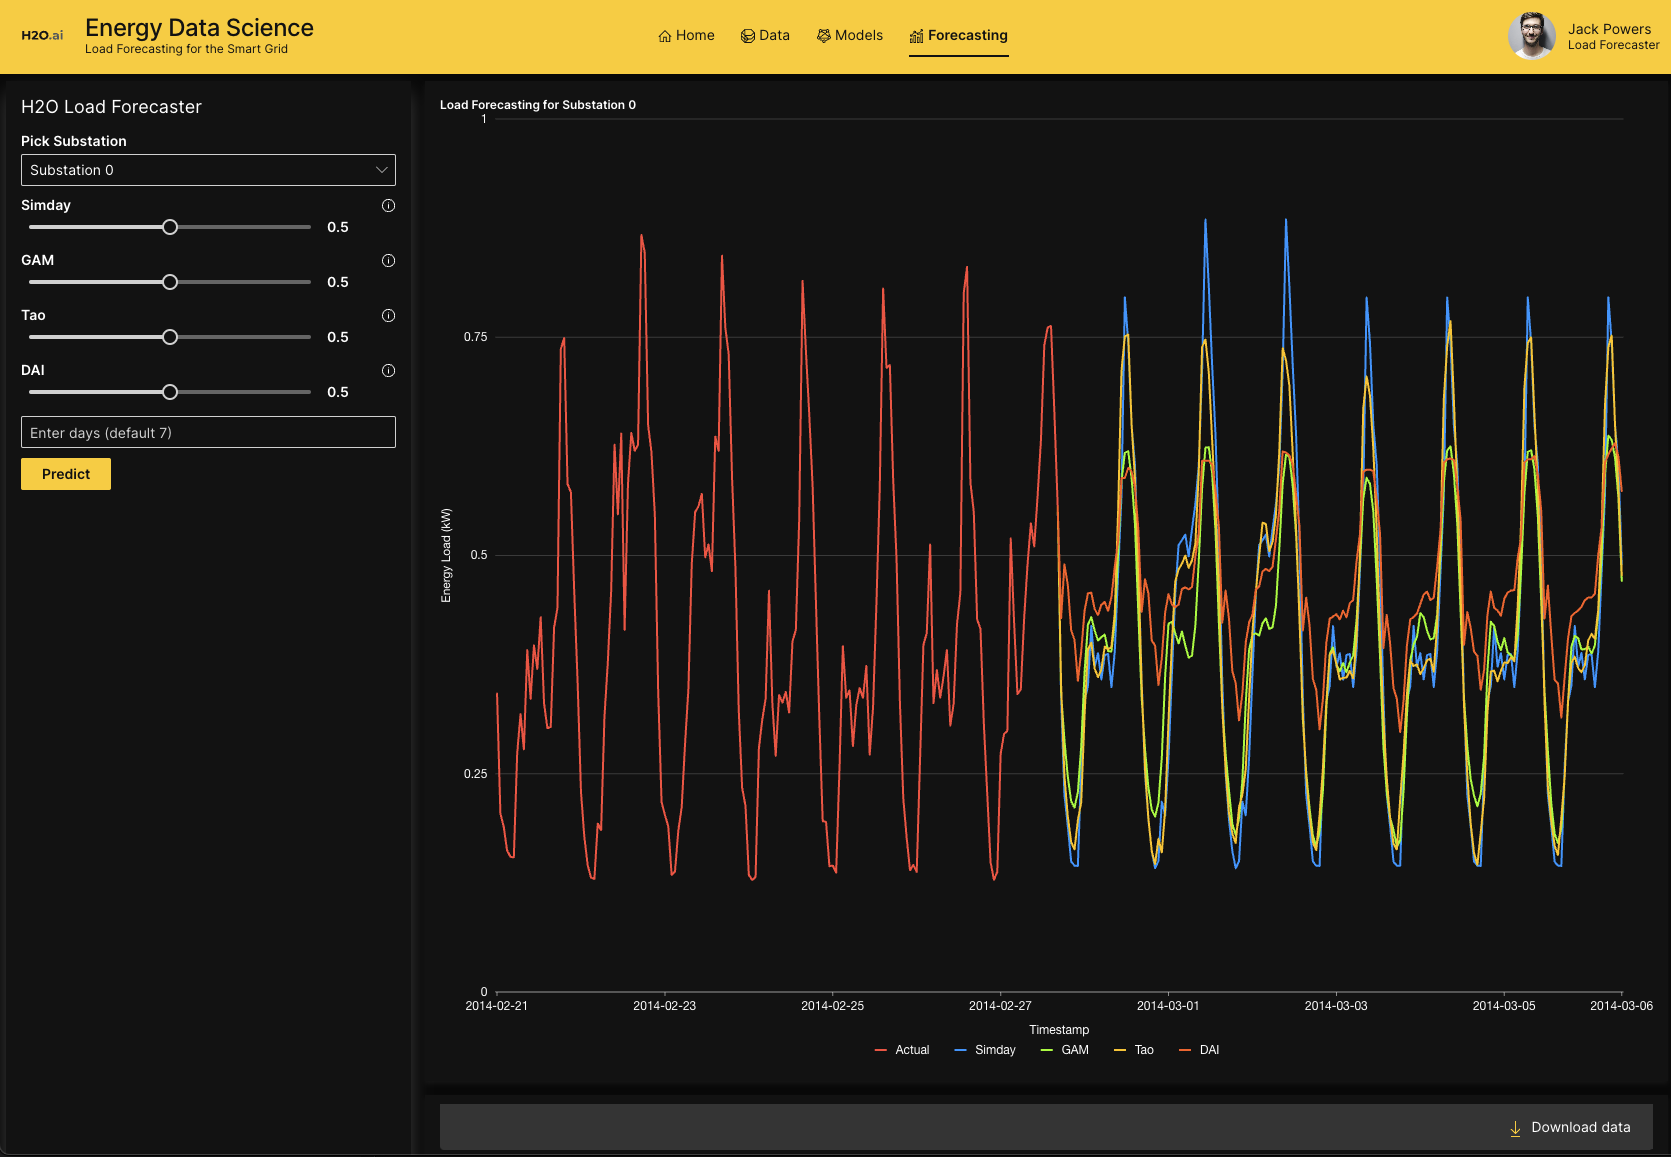 H2O.ai
Energy Data Science
Load Forecasting for the Smart Grid
Home
Data
Models
Forecasting
Jack Powers
Load Forecaster
H2O Load Forecaster
Pick Substation
Substation 0
Simday
0.5
GAM
0.5
Tao
0.5
DAI
0.5
Enter days (default 7)
Predict
Load Forecasting for Substation 0
1
0.75
0.5
0.25
0
Energy Load (kW)
2014-02-21 2014-02-23 2014-02-25 2014-02-27 2014-03-01 2014-03-03 2014-03-05 2014-03-06
Timestamp
Actual Simday GAM Tao DAI
Download data